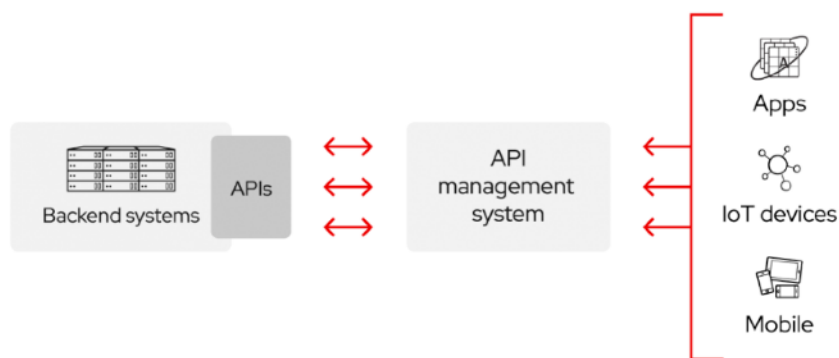 Backend systems
APIs
API
management
system
Apps
IoT devices
Mobile